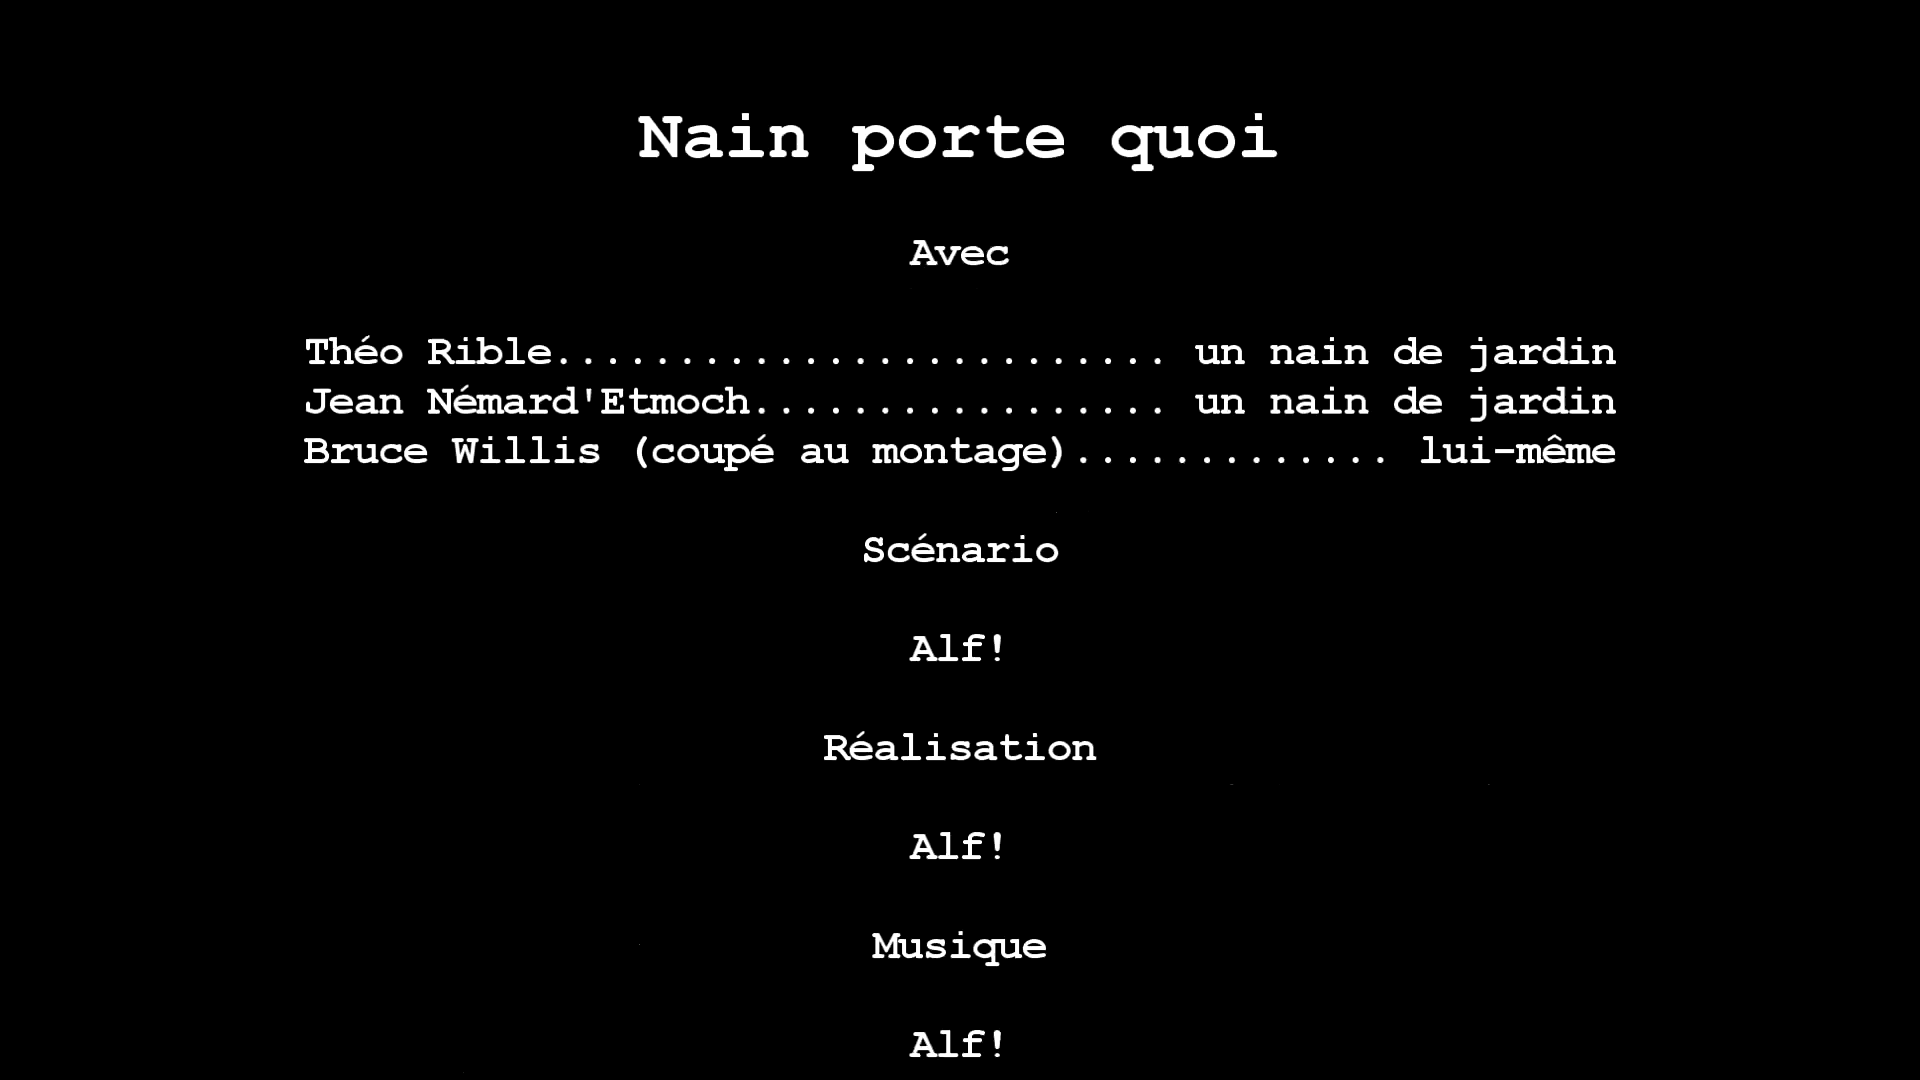 Nain porte quoi
Avec
Théo Rible......................... un nain de jardin
Jean Némard'Etmoch................. un nain de jardin
Bruce Willis (coupé au montage)............. lui-même
Scénario
Alf!
Réalisation
Alf!
Musique
Alf!